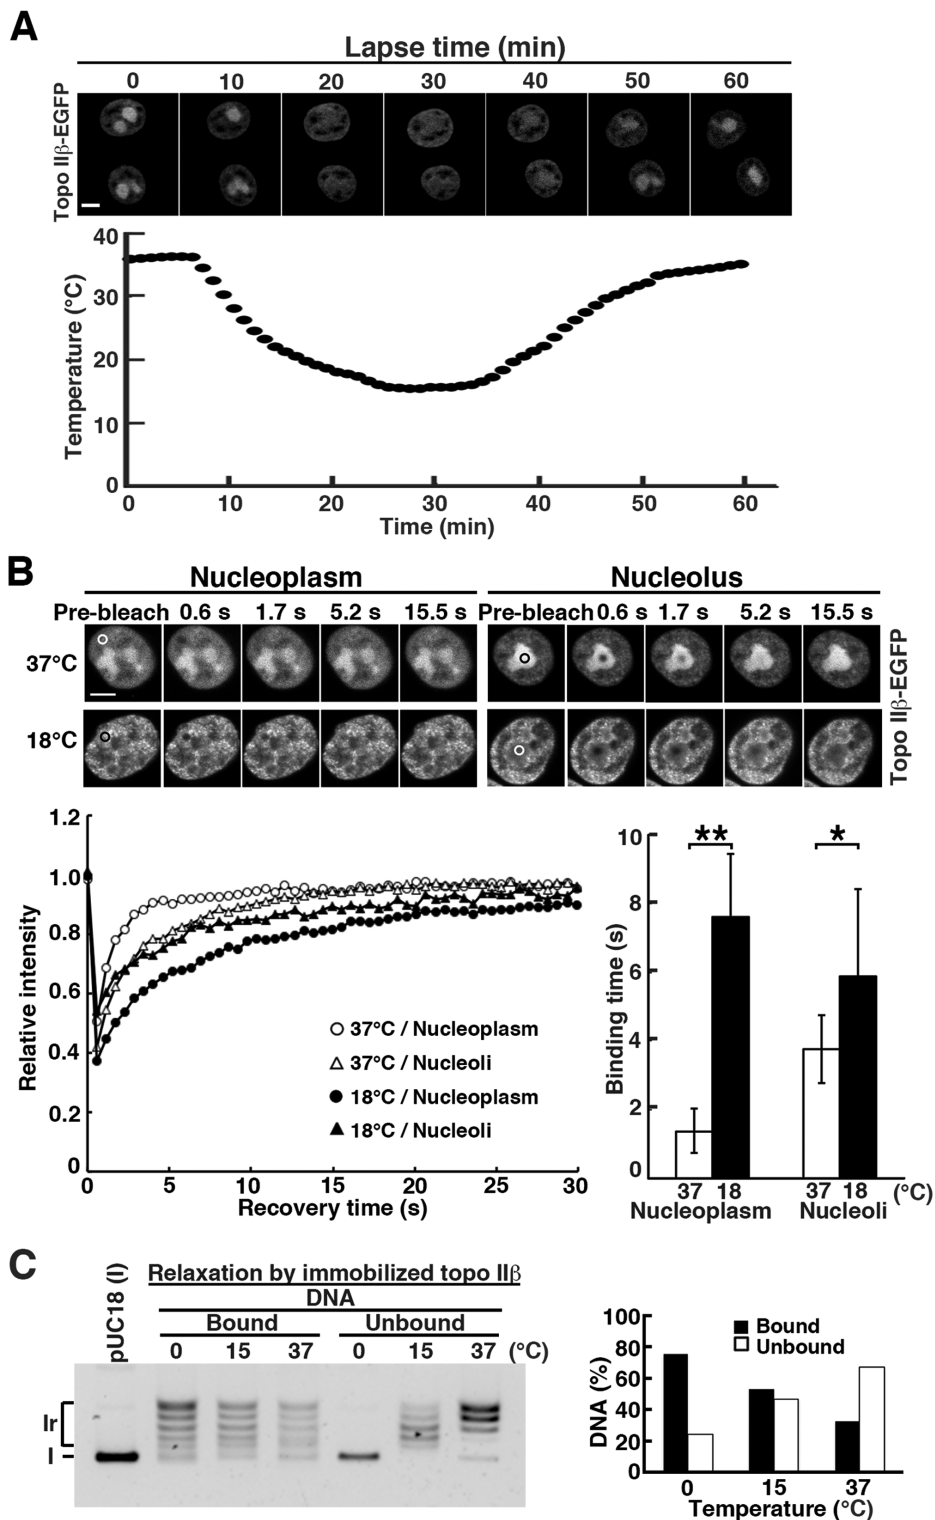 A
Lapse time (min)
0 10 20 30 40 50 60
Topo IIβ-EGFP
40
30
20
10
0
Temperature (°C)
0 10 20 30 40 50 60
Time (min)
B
Nucleoplasm Nucleolus
Pre-bleach 0.6 s 1.7 s 5.2 s 15.5 s Pre-bleach 0.6 s 1.7 s 5.2 s 15.5 s
37°C
18°C
Topo IIβ-EGFP
1.2
1.0
0.8
0.6
0.4
0.2
0
Relative intensity
37°C / Nucleoplasm
37°C / Nucleoli
18°C / Nucleoplasm
18°C / Nucleoli
0 5 10 15 20 25 30
Recovery time (s)
10
8
6
4
2
0
Binding time (s)
** *
37 18 37 18 (°C)
Nucleoplasm Nucleoli
C
pUC18 (I)
Relaxation by immobilized topo IIβ
DNA
Bound Unbound
0 15 37 0 15 37 (°C)
Ir
I
100
80
60
40
20
0
DNA (%)
Bound
Unbound
0 15 37
Temperature (°C)